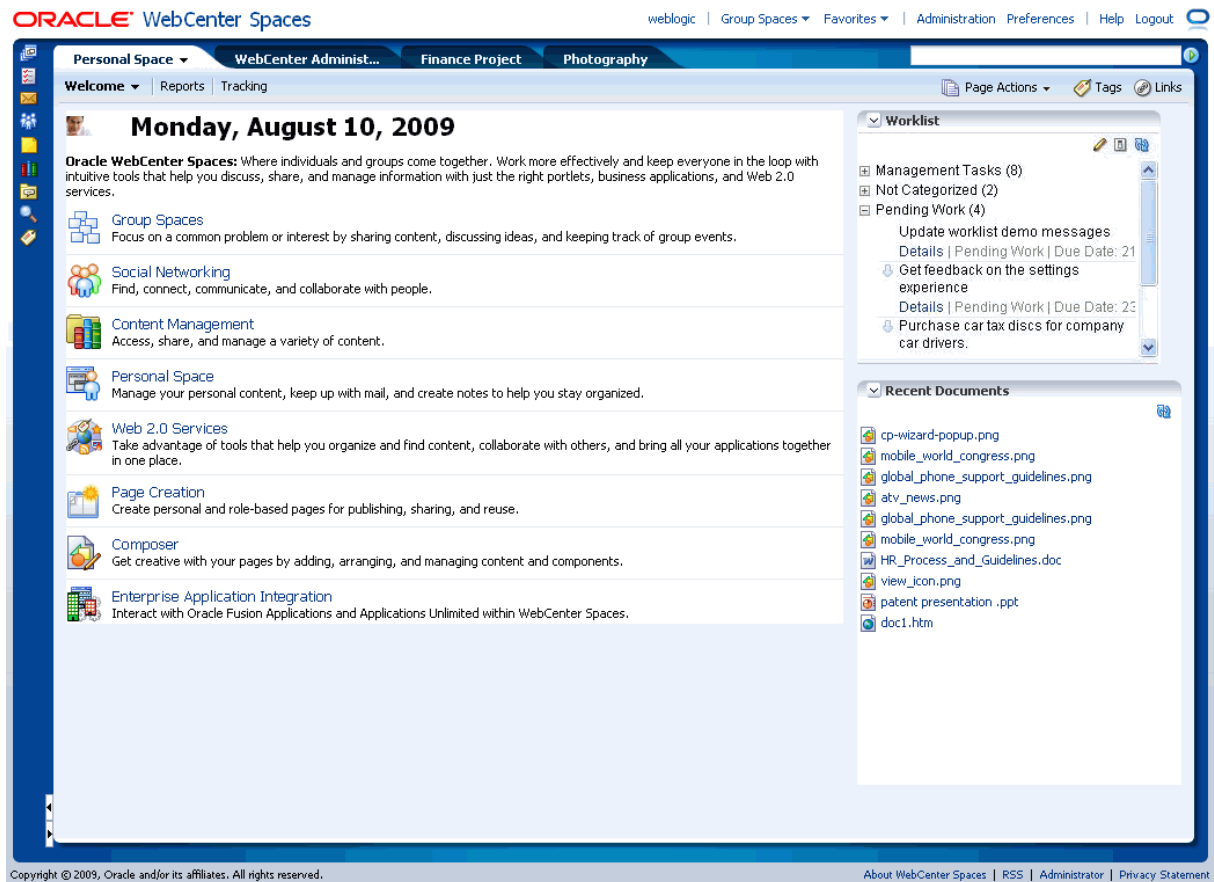 ORACLE WebCenter Spaces
weblogic | Group Spaces Favorites | Administration Preferences | Help Logout
Personal Space WebCenter Administ... Finance Project Photography
Welcome Reports Tracking
Page Actions Tags Links
Monday, August 10, 2009
Oracle WebCenter Spaces: Where individuals and groups come together. Work more effectively and keep everyone in the loop with
intuitive tools that help you discuss, share, and manage information with just the right portlets, business applications, and Web 2.0
services.
Group Spaces
Focus on a common problem or interest by sharing content, discussing ideas, and keeping track of group events.
Social Networking
Find, connect, communicate, and collaborate with people.
Content Management
Access, share, and manage a variety of content.
Personal Space
Manage your personal content, keep up with mail, and create notes to help you stay organized.
Web 2.0 Services
Take advantage of tools that help you organize and find content, collaborate with others, and bring all your applications together
in one place.
Page Creation
Create personal and role-based pages for publishing, sharing, and reuse.
Composer
Get creative with your pages by adding, arranging, and managing content and components.
Enterprise Application Integration
Interact with Oracle Fusion Applications and Applications Unlimited within WebCenter Spaces.
Worklist
Management Tasks (8)
Not Categorized (2)
Pending Work (4)
Update worklist demo messages
Details | Pending Work | Due Date: 21
Get feedback on the settings
experience
Details | Pending Work | Due Date: 23
Purchase car tax discs for company
car drivers.
Recent Documents
cp-wizard-popup.png
mobile_world_congress.png
global_phone_support_guidelines.png
atv_news.png
global_phone_support_guidelines.png
mobile_world_congress.png
HR_Process_and_Guidelines.doc
view_icon.png
patent presentation .ppt
doc1.htm
Copyright © 2009, Oracle and/or its affiliates. All rights reserved.
About WebCenter Spaces | RSS | Administrator | Privacy Statement